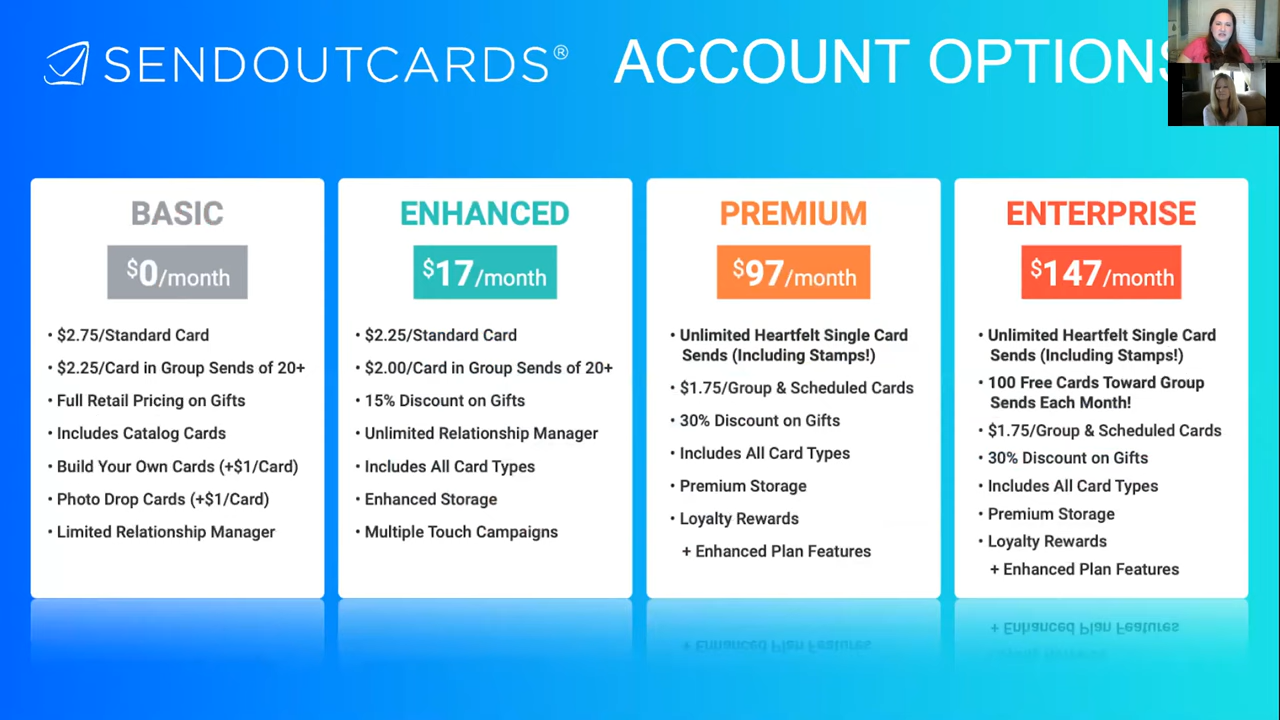 SENDOUTCARDS® ACCOUNT OPTIONS
BASIC
$0/month
• $2.75/Standard Card
• $2.25/Card in Group Sends of 20+
• Full Retail Pricing on Gifts
• Includes Catalog Cards
• Build Your Own Cards (+$1/Card)
• Photo Drop Cards (+$1/Card)
• Limited Relationship Manager
ENHANCED
$17/month
• $2.25/Standard Card
• $2.00/Card in Group Sends of 20+
• 15% Discount on Gifts
• Unlimited Relationship Manager
• Includes All Card Types
• Enhanced Storage
• Multiple Touch Campaigns
PREMIUM
$97/month
• Unlimited Heartfelt Single Card
Sends (Including Stamps!)
• $1.75/Group & Scheduled Cards
• 30% Discount on Gifts
• Includes All Card Types
• Premium Storage
• Loyalty Rewards
+ Enhanced Plan Features
ENTERPRISE
$147/month
• Unlimited Heartfelt Single Card
Sends (Including Stamps!)
• 100 Free Cards Toward Group
Sends Each Month!
• $1.75/Group & Scheduled Cards
• 30% Discount on Gifts
• Includes All Card Types
• Premium Storage
• Loyalty Rewards
+ Enhanced Plan Features